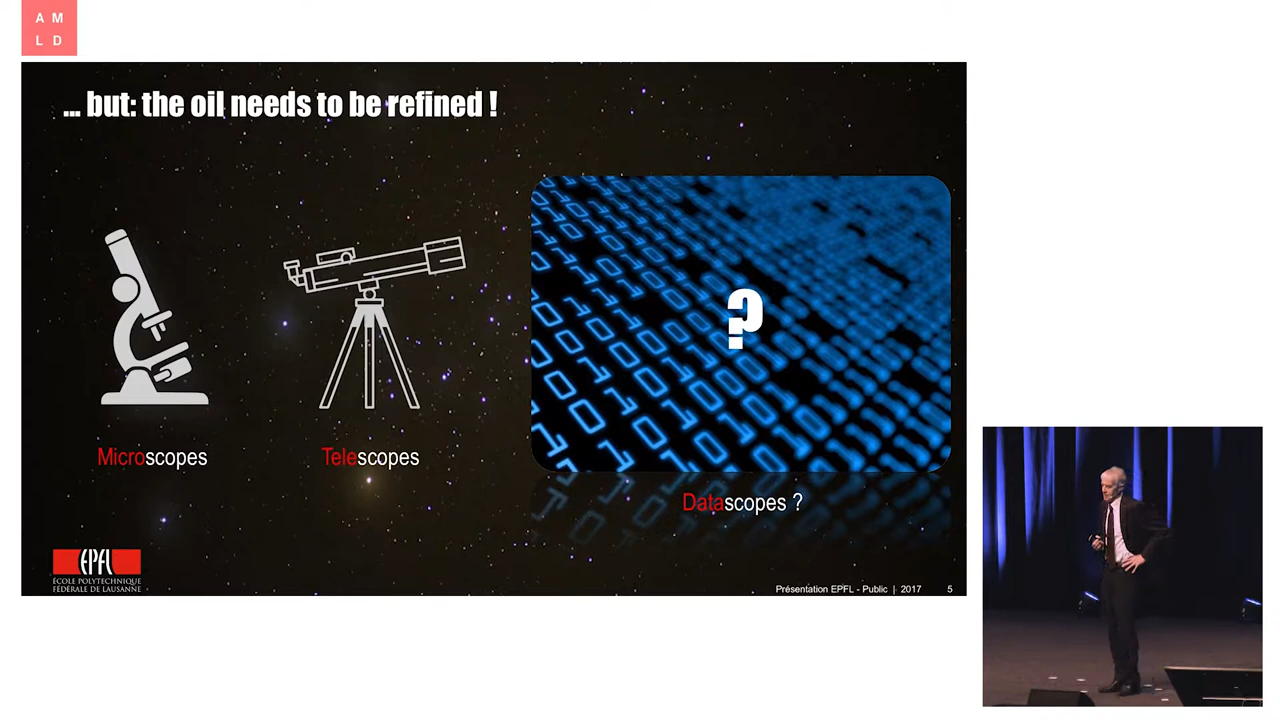 A M
L D
... but: the oil needs to be refined !
?
Microscopes
Telescopes
Datascopes ?
EPFL
ÉCOLE POLYTECHNIQUE
FÉDÉRALE DE LAUSANNE
Présentation EPFL - Public | 2017 5